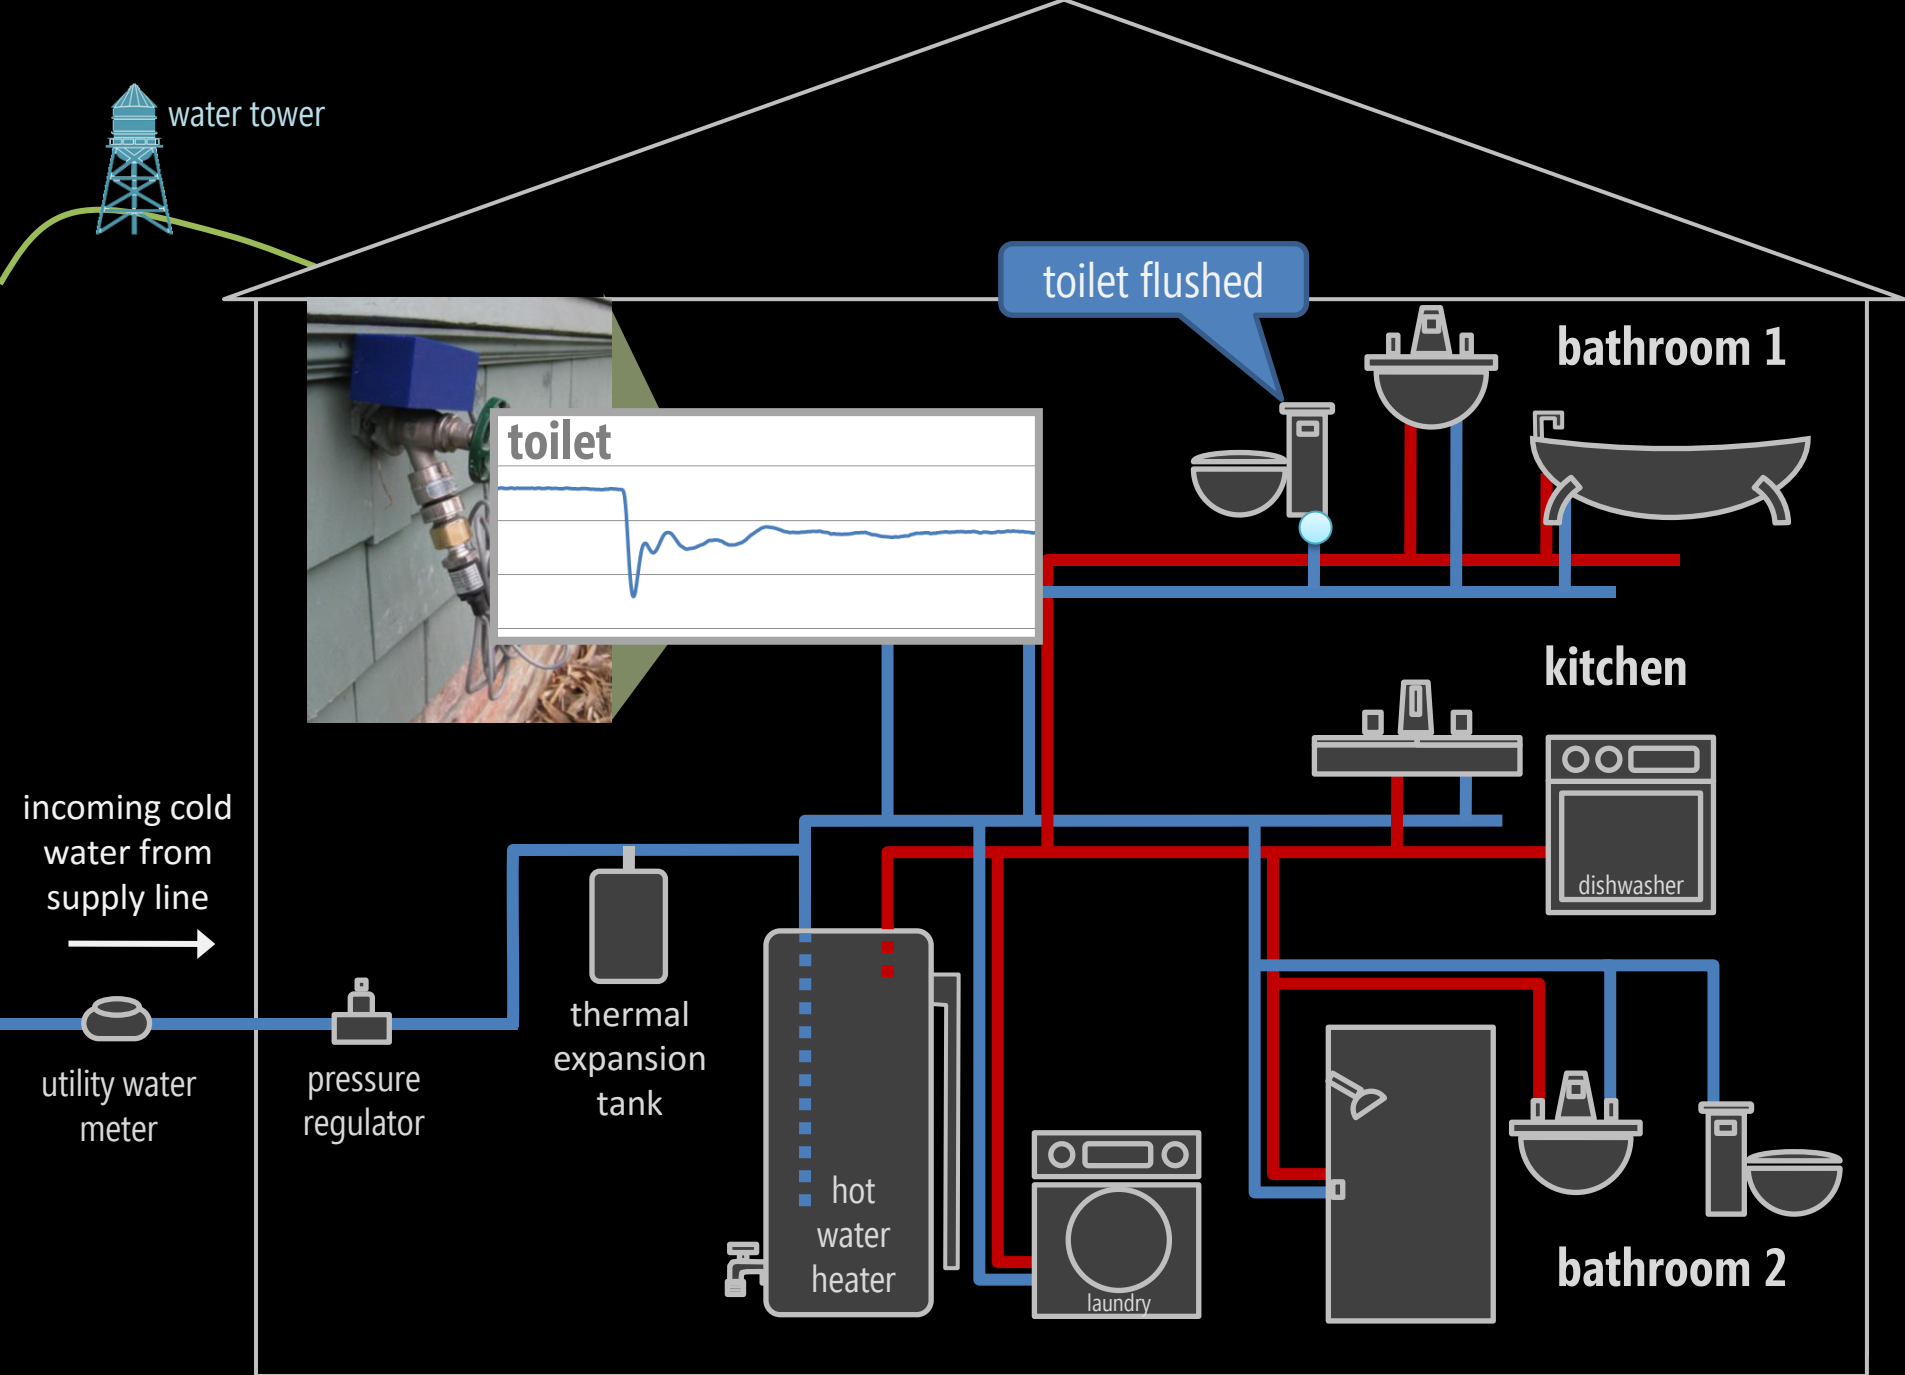 water tower
toilet flushed
bathroom 1
toilet
kitchen
incoming cold
water from
supply line
dishwasher
thermal
expansion
tank
utility water
meter
pressure
regulator
hot
water
heater
laundry
bathroom 2